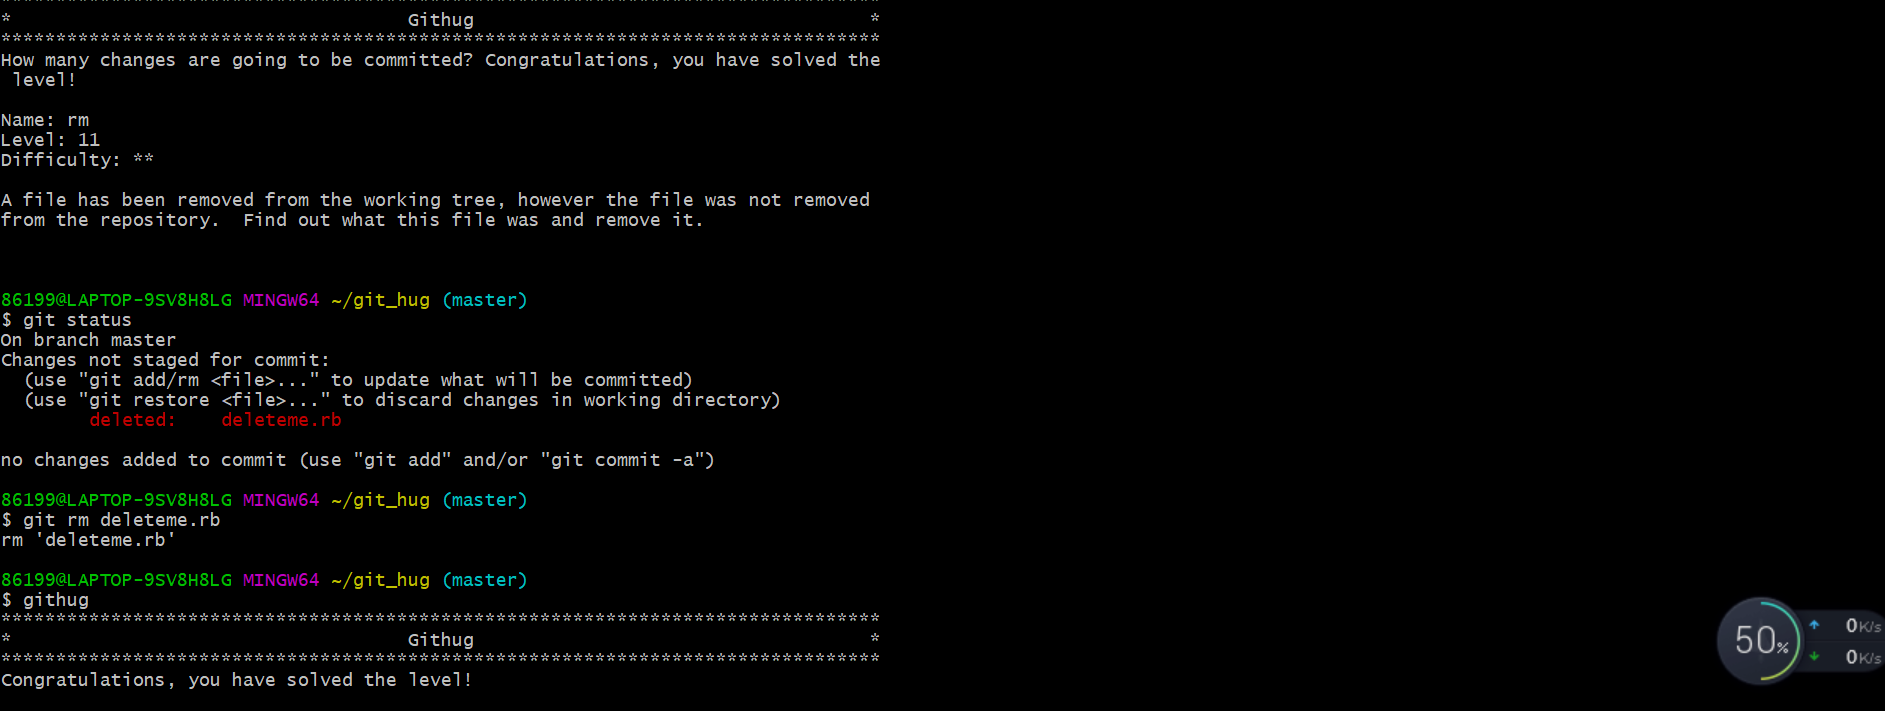 ********************************************************************************
*                                    Githug                                    *
********************************************************************************
How many changes are going to be committed? Congratulations, you have solved the
 level!
Name: rm
Level: 11
Difficulty: **
A file has been removed from the working tree, however the file was not removed
from the repository.  Find out what this file was and remove it.
86199@LAPTOP-9SV8H8LG MINGW64 ~/git_hug (master)
$ git status
On branch master
Changes not staged for commit:
  (use "git add/rm <file>..." to update what will be committed)
  (use "git restore <file>..." to discard changes in working directory)
        deleted:    deleteme.rb
no changes added to commit (use "git add" and/or "git commit -a")
86199@LAPTOP-9SV8H8LG MINGW64 ~/git_hug (master)
$ git rm deleteme.rb
rm 'deleteme.rb'
86199@LAPTOP-9SV8H8LG MINGW64 ~/git_hug (master)
$ githug
********************************************************************************
*                                    Githug                                    *
********************************************************************************
Congratulations, you have solved the level!
50%
0K/s
0K/s